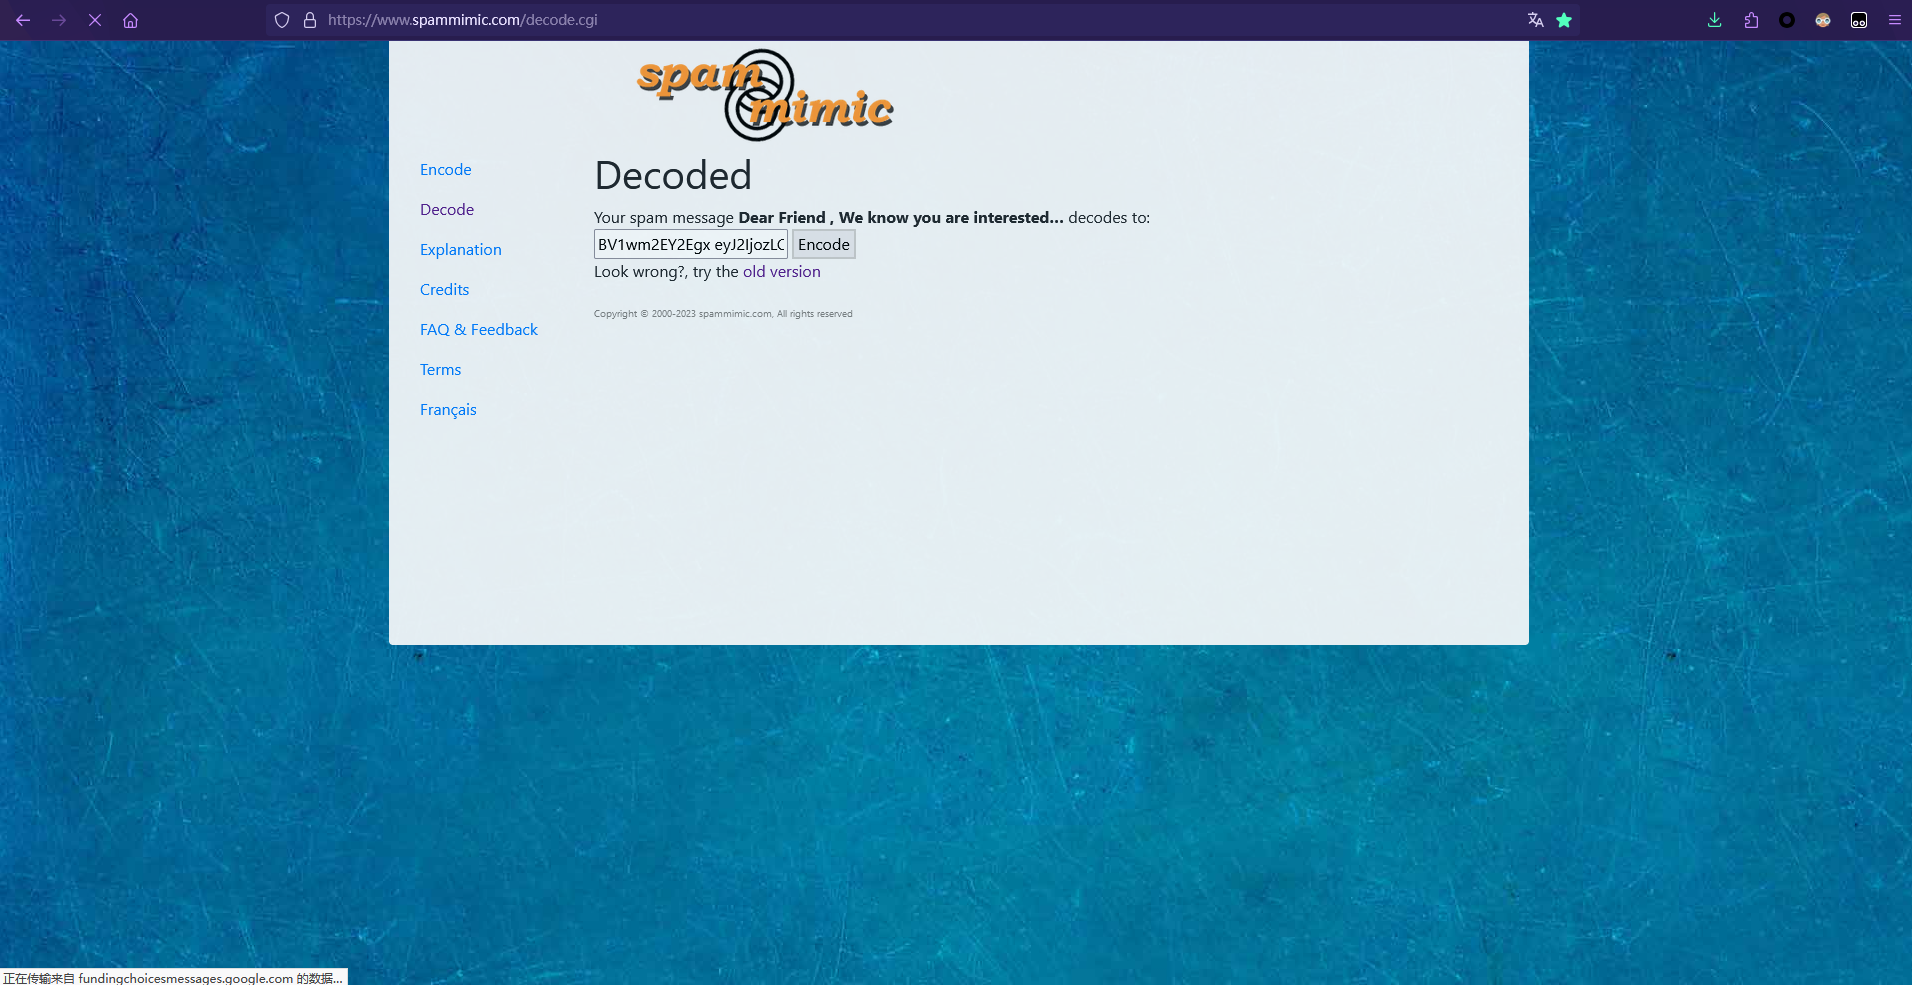 https://www.spammimic.com/decode.cgi
spam
mimic
Encode
Decode
Explanation
Credits
FAQ & Feedback
Terms
Français
Decoded
Your spam message Dear Friend , We know you are interested... decodes to:
BV1wm2EY2Egx Encode
Look wrong?, try the old version
Copyright © 2000-2023 spammimic.com, All rights reserved
正在传输来自 fundingchoicesmessages.google.com 的数据...